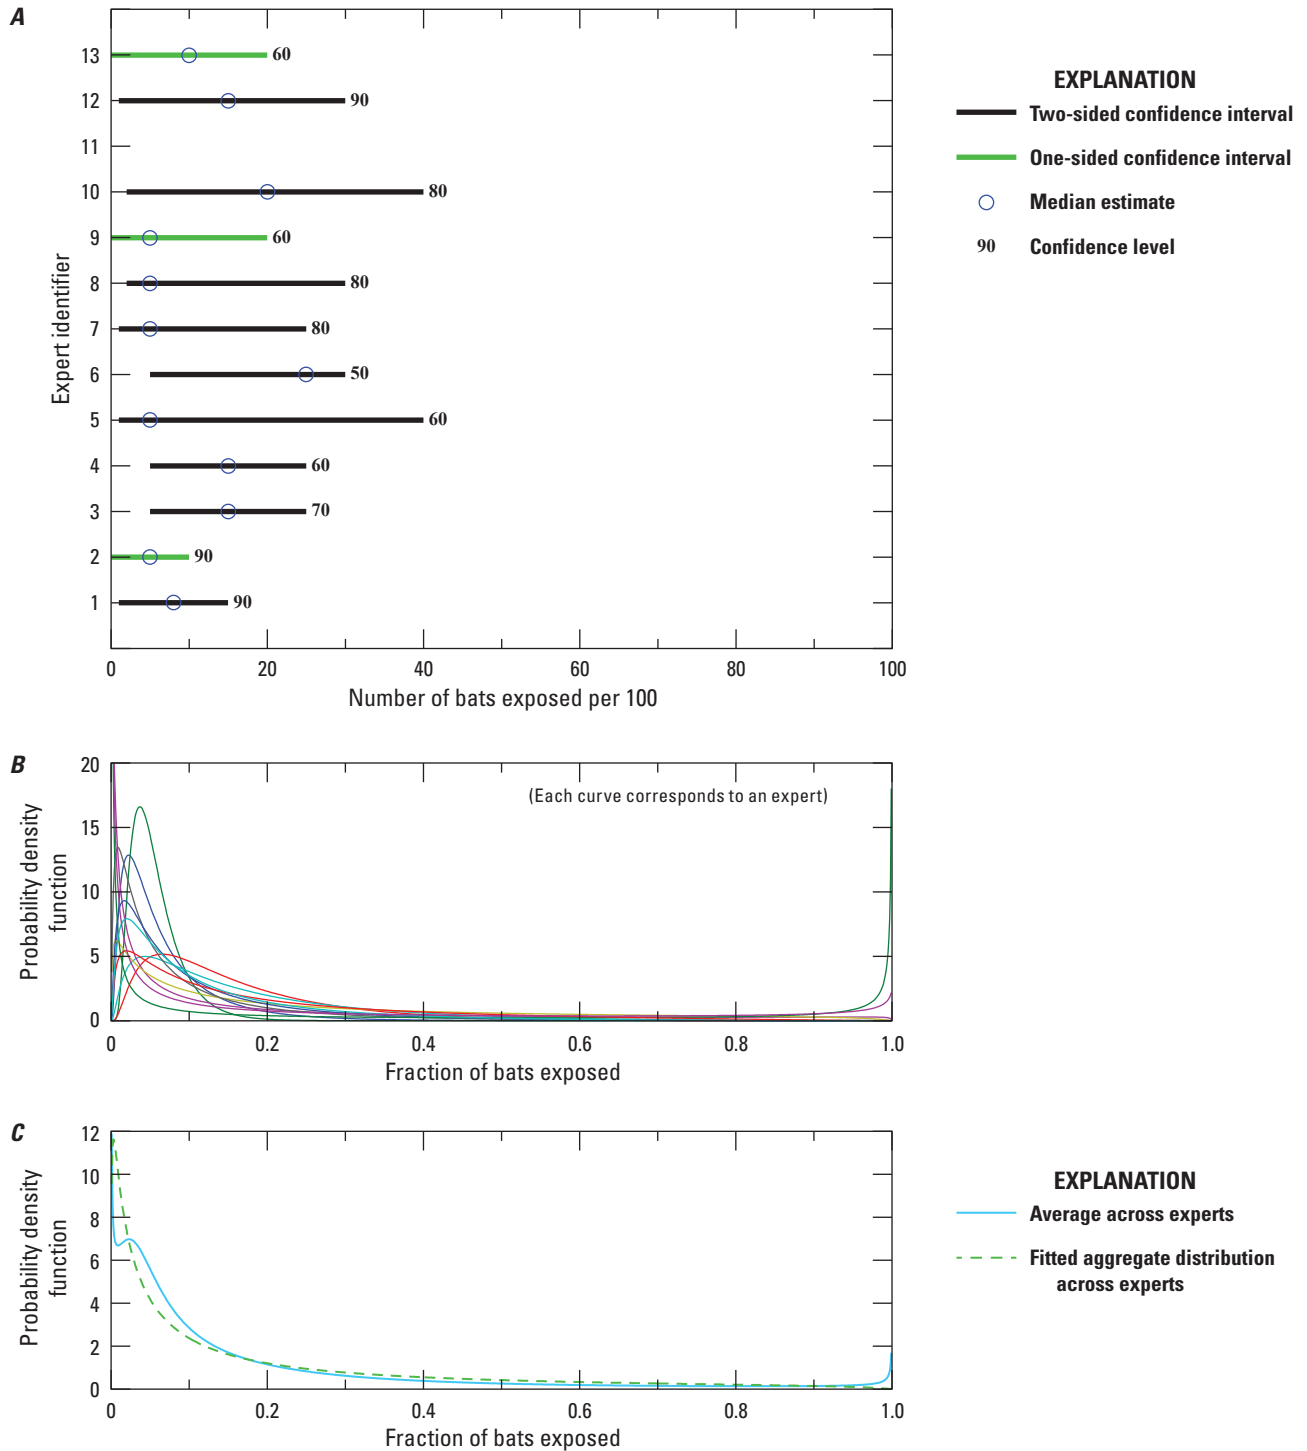 A
13
12
11
10
9
8
7
6
5
4
3
2
1
Expert identifier
60
90
80
60
80
80
50
60
60
70
90
90
0 20 40 60 80 100
Number of bats exposed per 100
EXPLANATION
Two-sided confidence interval
One-sided confidence interval
Median estimate
90 Confidence level
B
20
15
10
5
0
Probability density
function
(Each curve corresponds to an expert)
0 0.2 0.4 0.6 0.8 1.0
Fraction of bats exposed
C
12
10
8
6
4
2
0
Probability density
function
0 0.2 0.4 0.6 0.8 1.0
Fraction of bats exposed
EXPLANATION
Average across experts
Fitted aggregate distribution
across experts